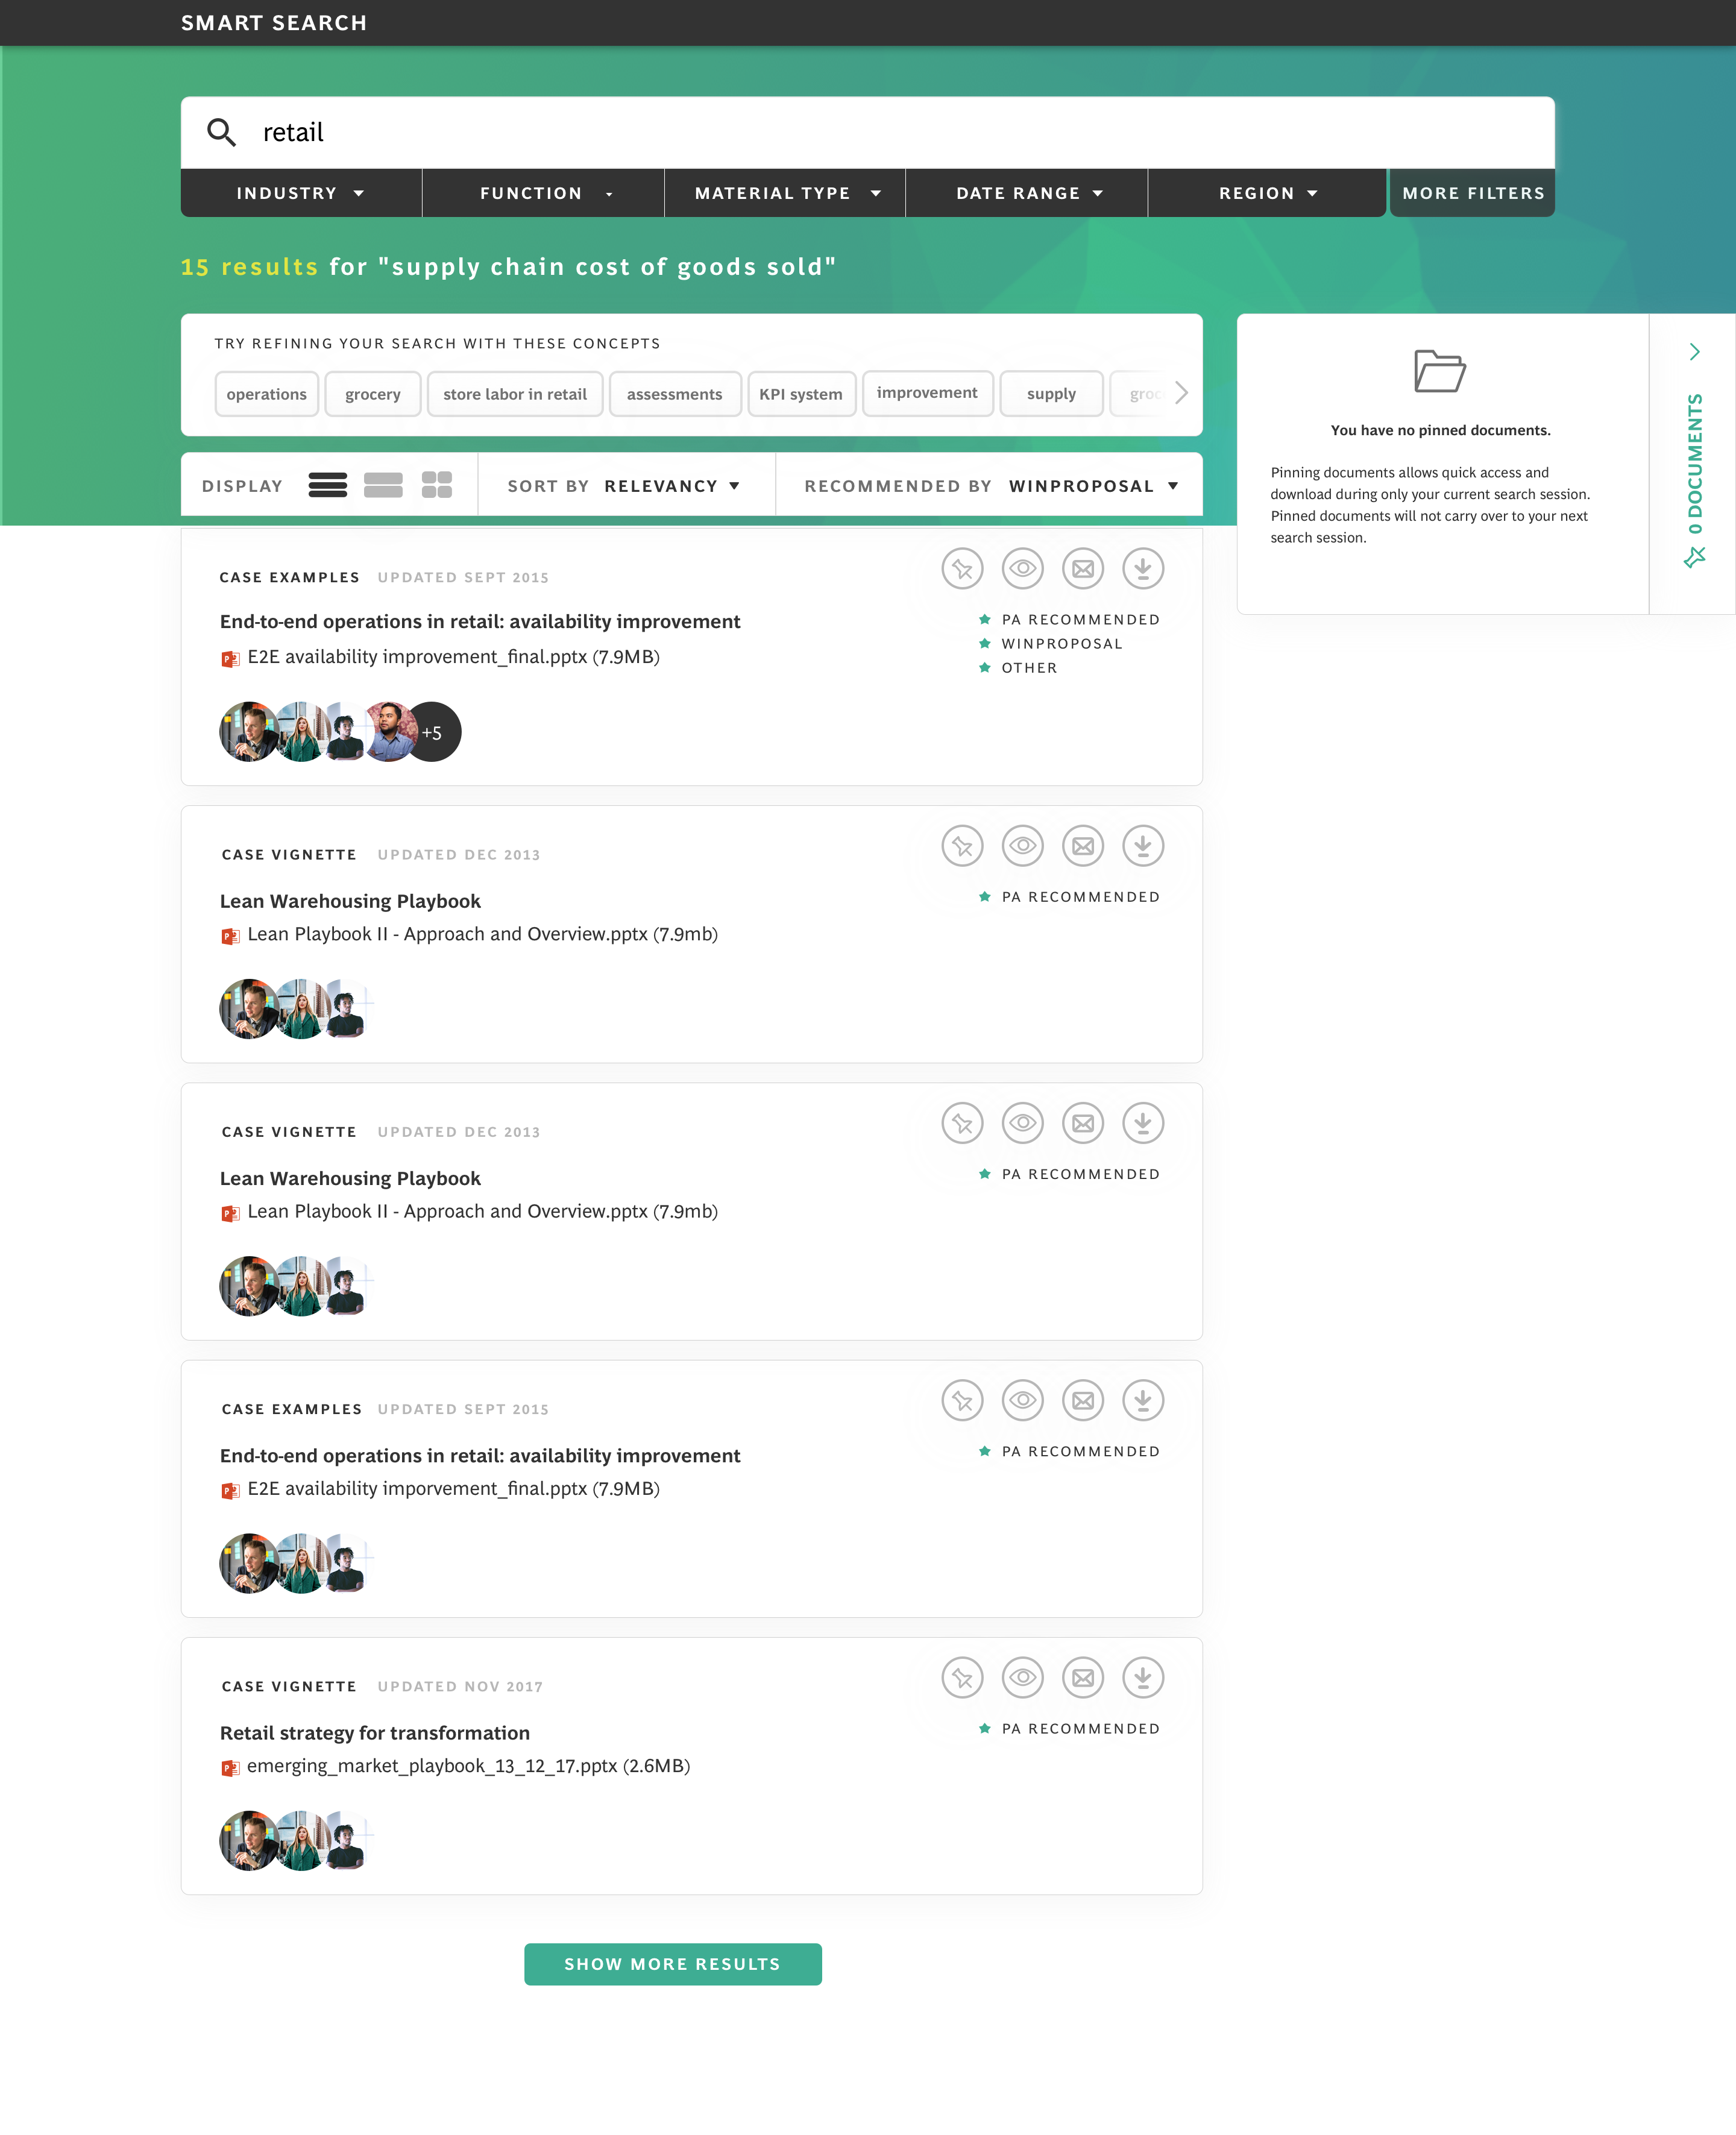 SMART SEARCH
retail
INDUSTRY FUNCTION MATERIAL TYPE DATE RANGE REGION MORE FILTERS
15 results for "supply chain cost of goods sold"
TRY REFINING YOUR SEARCH WITH THESE CONCEPTS
operations grocery store labor in retail assessments KPI system improvement supply
DISPLAY SORT BY RELEVANCY RECOMMENDED BY WINPROPOSAL
You have no pinned documents.
Pinning documents allows quick access and
download during only your current search session.
Pinned documents will not carry over to your next
search session.
0 DOCUMENTS
CASE EXAMPLES UPDATED SEPT 2015
End-to-end operations in retail: availability improvement
E2E availability improvement_final.pptx (7.9MB)
PA RECOMMENDED
WINPROPOSAL
OTHER
+5
CASE VIGNETTE UPDATED DEC 2013
Lean Warehousing Playbook
Lean Playbook II - Approach and Overview.pptx (7.9mb)
PA RECOMMENDED
CASE VIGNETTE UPDATED DEC 2013
Lean Warehousing Playbook
Lean Playbook II - Approach and Overview.pptx (7.9mb)
PA RECOMMENDED
CASE EXAMPLES UPDATED SEPT 2015
End-to-end operations in retail: availability improvement
E2E availability imporvement_final.pptx (7.9MB)
PA RECOMMENDED
CASE VIGNETTE UPDATED NOV 2017
Retail strategy for transformation
emerging_market_playbook_13_12_17.pptx (2.6MB)
PA RECOMMENDED
SHOW MORE RESULTS